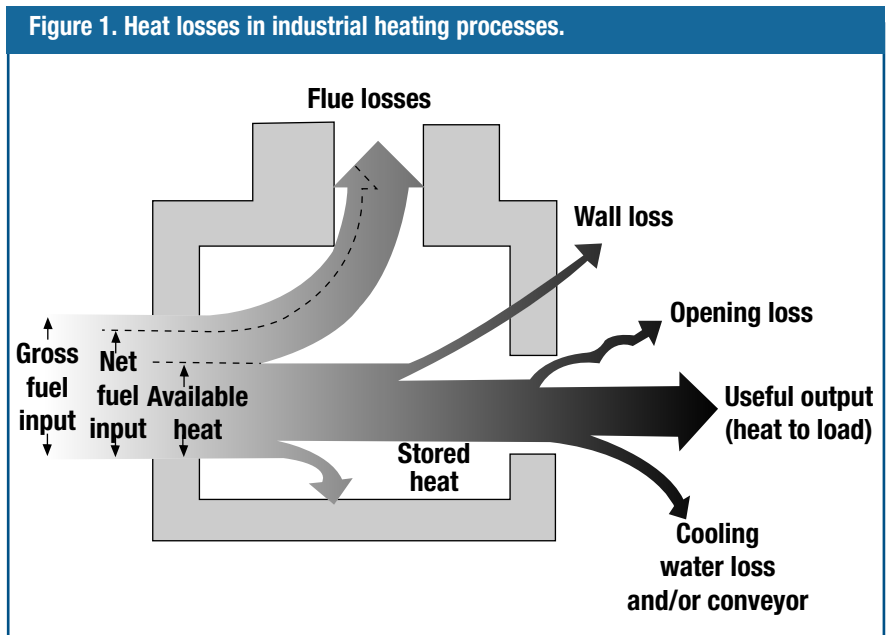 Figure 1. Heat losses in industrial heating processes.
Flue losses
Wall loss
Opening loss
Gross
fuel
input
Net
fuel
input
Available
heat
Useful output
(heat to load)
Stored
heat
Cooling
water loss
and/or conveyor